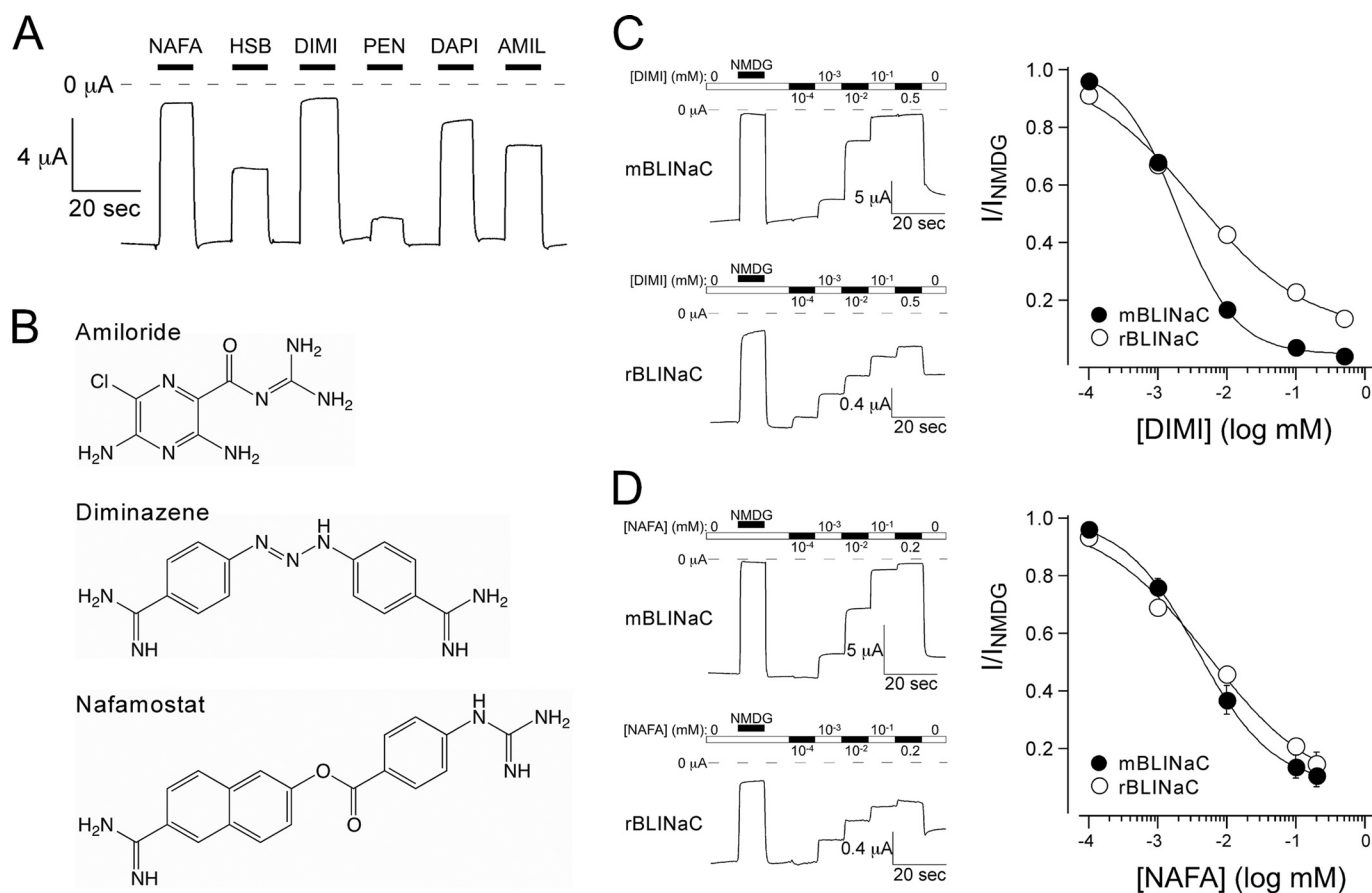 A
NAFA HSB DIMI PEN DAPI AMIL
0 μA
4 μA
20 sec
B
Amiloride
O
NH2
Cl
N
N
NH2
H2N
N
NH2
Diminazene
H
N
N
N
H2N
NH
NH2
NH
Nafamostat
H
N
NH2
NH
O
O
H2N
NH
C
NMDG
[DIMI] (mM): 0 10-3 10-1 0
10-4 10-2 0.5
0 μA
mBLINaC
5 μA
20 sec
NMDG
[DIMI] (mM): 0 10-3 10-1 0
10-4 10-2 0.5
0 μA
rBLINaC
0.4 μA
20 sec
1.0
0.8
0.6
0.4
0.2
I/INMDG
mBLINaC
rBLINaC
-4 -3 -2 -1 0
[DIMI] (log mM)
D
NMDG
[NAFA] (mM): 0 10-3 10-1 0
10-4 10-2 0.2
0 μA
mBLINaC
5 μA
20 sec
NMDG
[NAFA] (mM): 0 10-3 10-1 0
10-4 10-2 0.2
0 μA
rBLINaC
0.4 μA
20 sec
1.0
0.8
0.6
0.4
0.2
I/INMDG
mBLINaC
rBLINaC
-4 -3 -2 -1 0
[NAFA] (log mM)